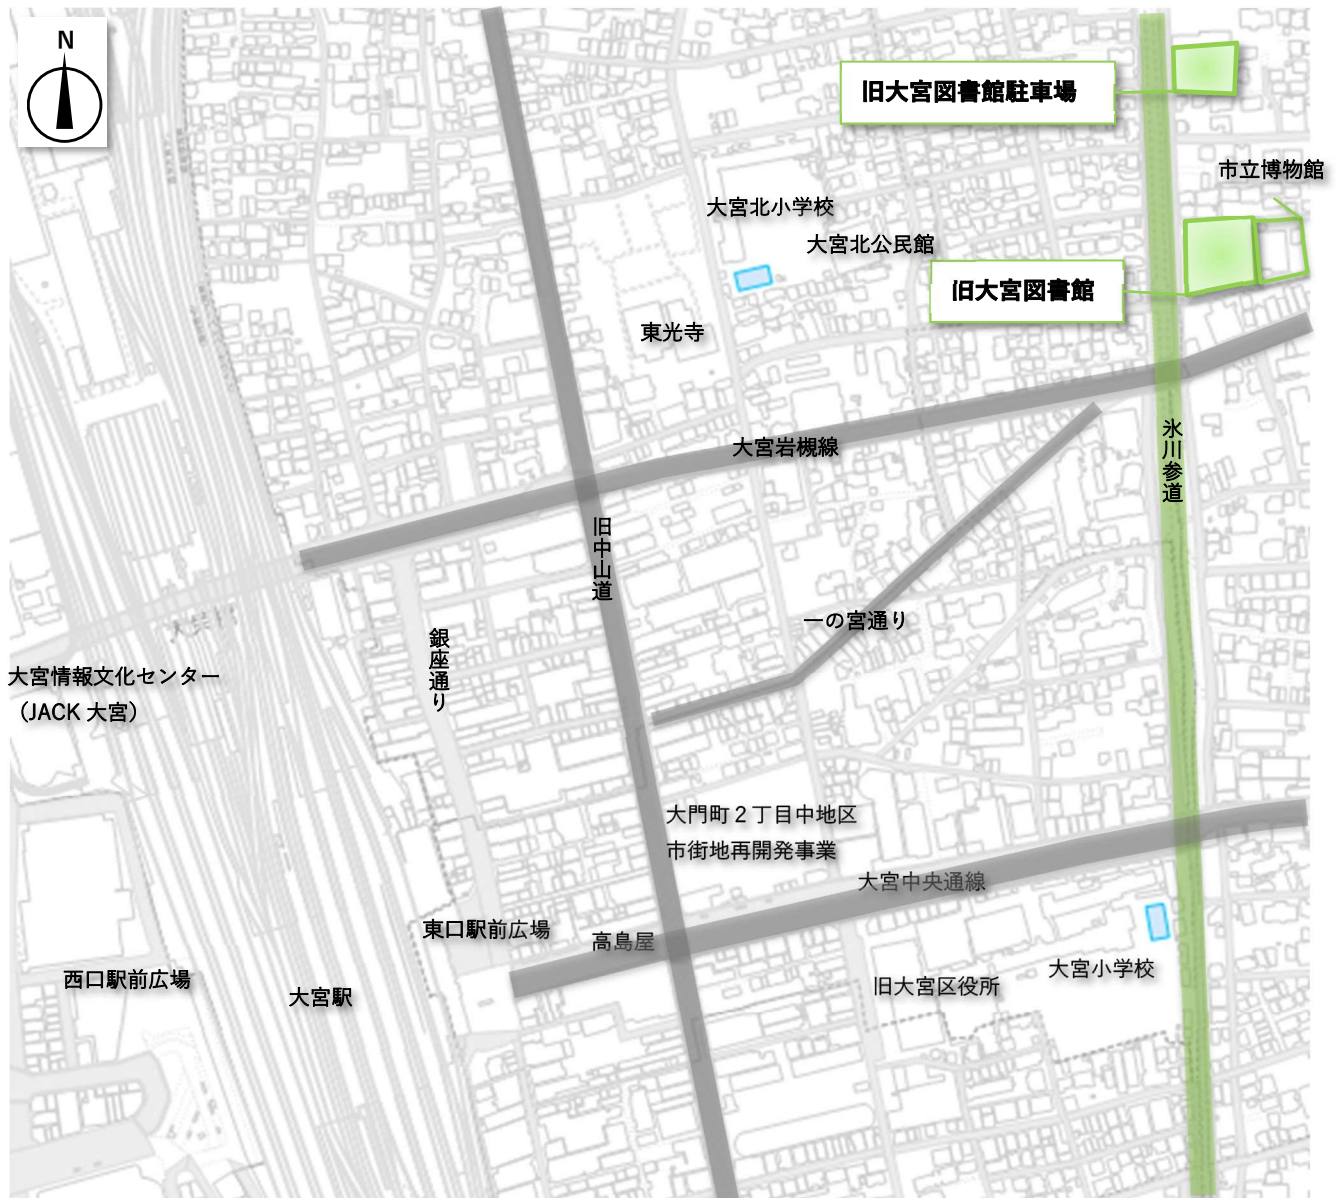 N
旧大宮図書館駐車場
市立博物館
大宮北小学校
大宮北公民館
旧大宮図書館
東光寺
大宮岩槻線
氷川参道
旧中山道
一の宮通り
銀座通り
大宮情報文化センター
（JACK 大宮）
大門町２丁目中地区
市街地再開発事業
大宮中央通線
東口駅前広場
高島屋
西口駅前広場
大宮駅
旧大宮区役所
大宮小学校